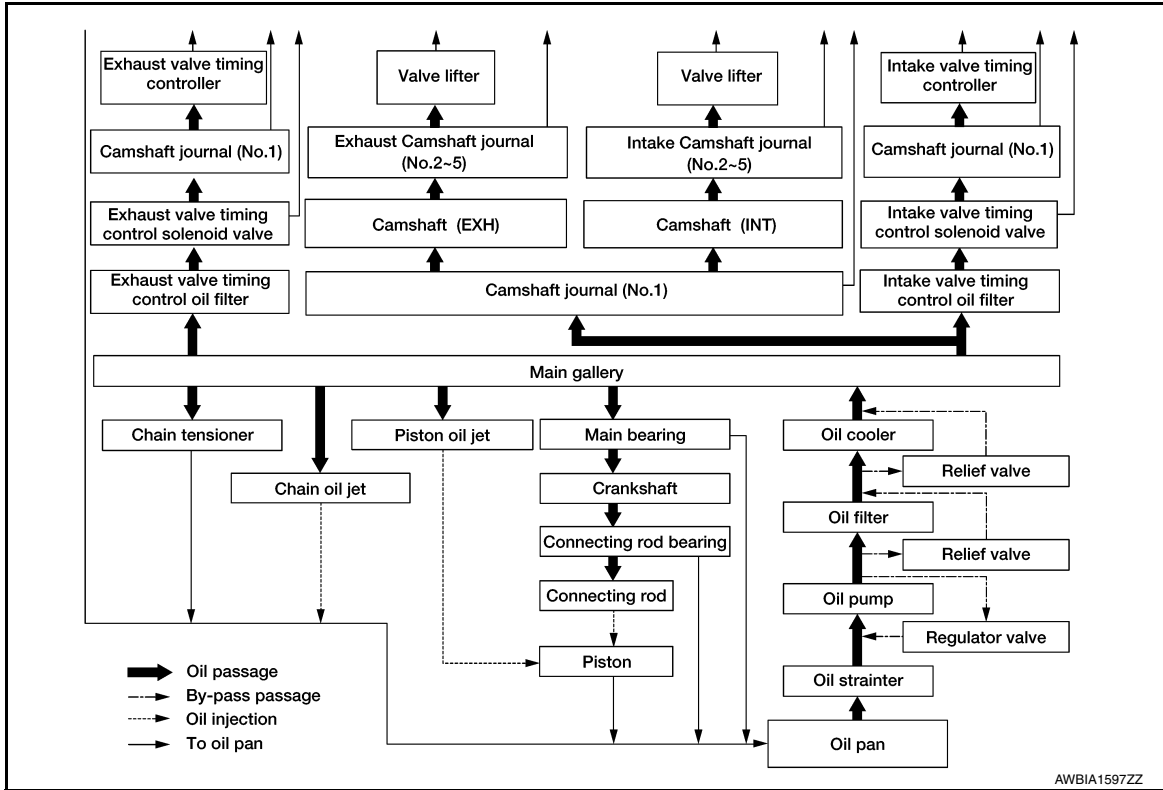 Exhaust valve timing
controller
Valve lifter
Valve lifter
Intake valve timing
controller
Camshaft journal (No.1)
Exhaust Camshaft journal
(No.2~5)
Intake Camshaft journal
(No.2~5)
Camshaft journal (No.1)
Exhaust valve timing
control solenoid valve
Camshaft (EXH)
Camshaft (INT)
Intake valve timing
control solenoid valve
Exhaust valve timing
control oil filter
Camshaft journal (No.1)
Intake valve timing
control oil filter
Main gallery
Chain tensioner
Piston oil jet
Main bearing
Oil cooler
Relief valve
Chain oil jet
Crankshaft
Oil filter
Connecting rod bearing
Relief valve
Connecting rod
Oil pump
Regulator valve
Piston
Oil strainter
Oil passage
By-pass passage
Oil injection
To oil pan
Oil pan
AWBIA1597ZZ